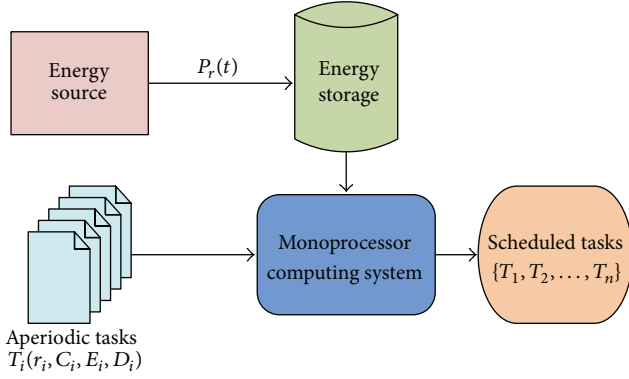 Energy
source
P_r(t)
Energy
storage
Monoprocessor
computing system
Scheduled tasks
{T_1, T_2, ..., T_n}
Aperiodic tasks
T_i(r_i, C_i, E_i, D_i)